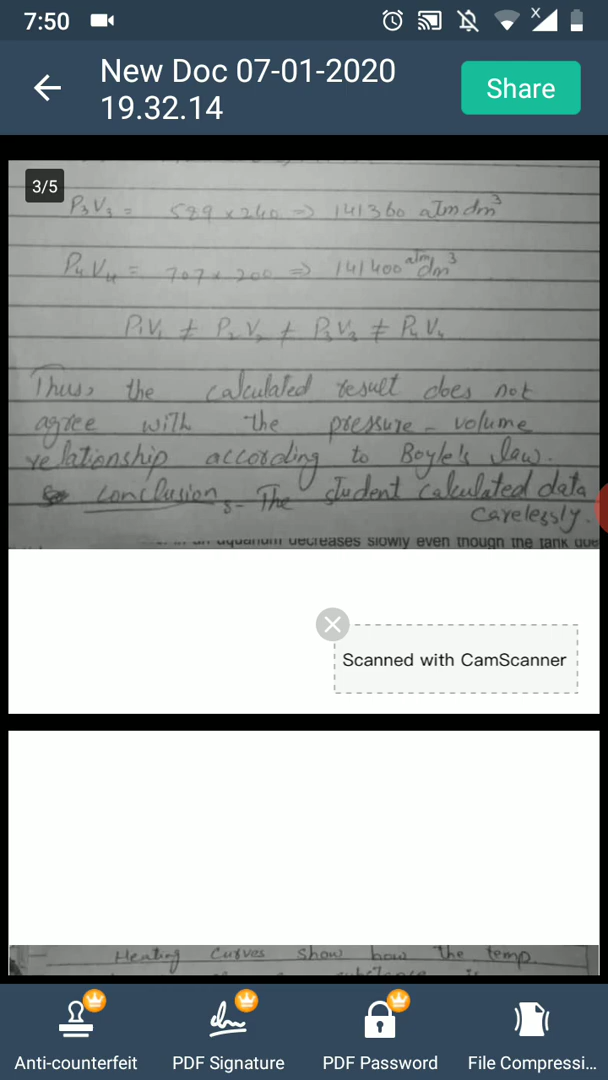 7:50
X
New Doc 07-01-2020
19.32.14
Share
3/5
P3V3 = 589 × 240 => 141360 atm dm³
P4V4 = 707 × 200 => 141400 atm dm³
P1V1 ≠ P2V2 ≠ P3V3 ≠ P4V4
Thus, the calculated result does not
agree with the pressure - volume
relationship according to Boyle's law.
conclusion:- The student calculated data
carelessly.
aquarium decreases slowly even though the tank
Scanned with CamScanner
Heating Curves show how the temp.
substance is
Anti-counterfeit
PDF Signature
PDF Password
File Compressi...